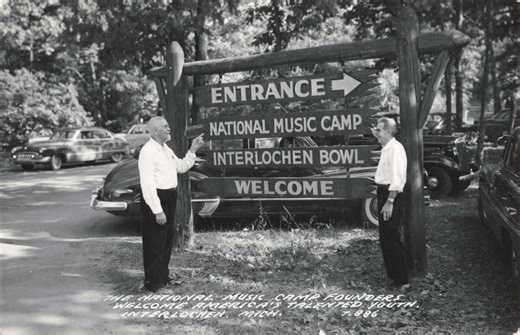 ENTRANCE
NATIONAL MUSIC CAMP
INTERLOCHEN BOWL
WELCOME
THE NATIONAL MUSIC CAMP FOUNDERS
WELCOME AMERICA'S TALENTED YOUTH.
INTERLOCHEN, MICH. T-886